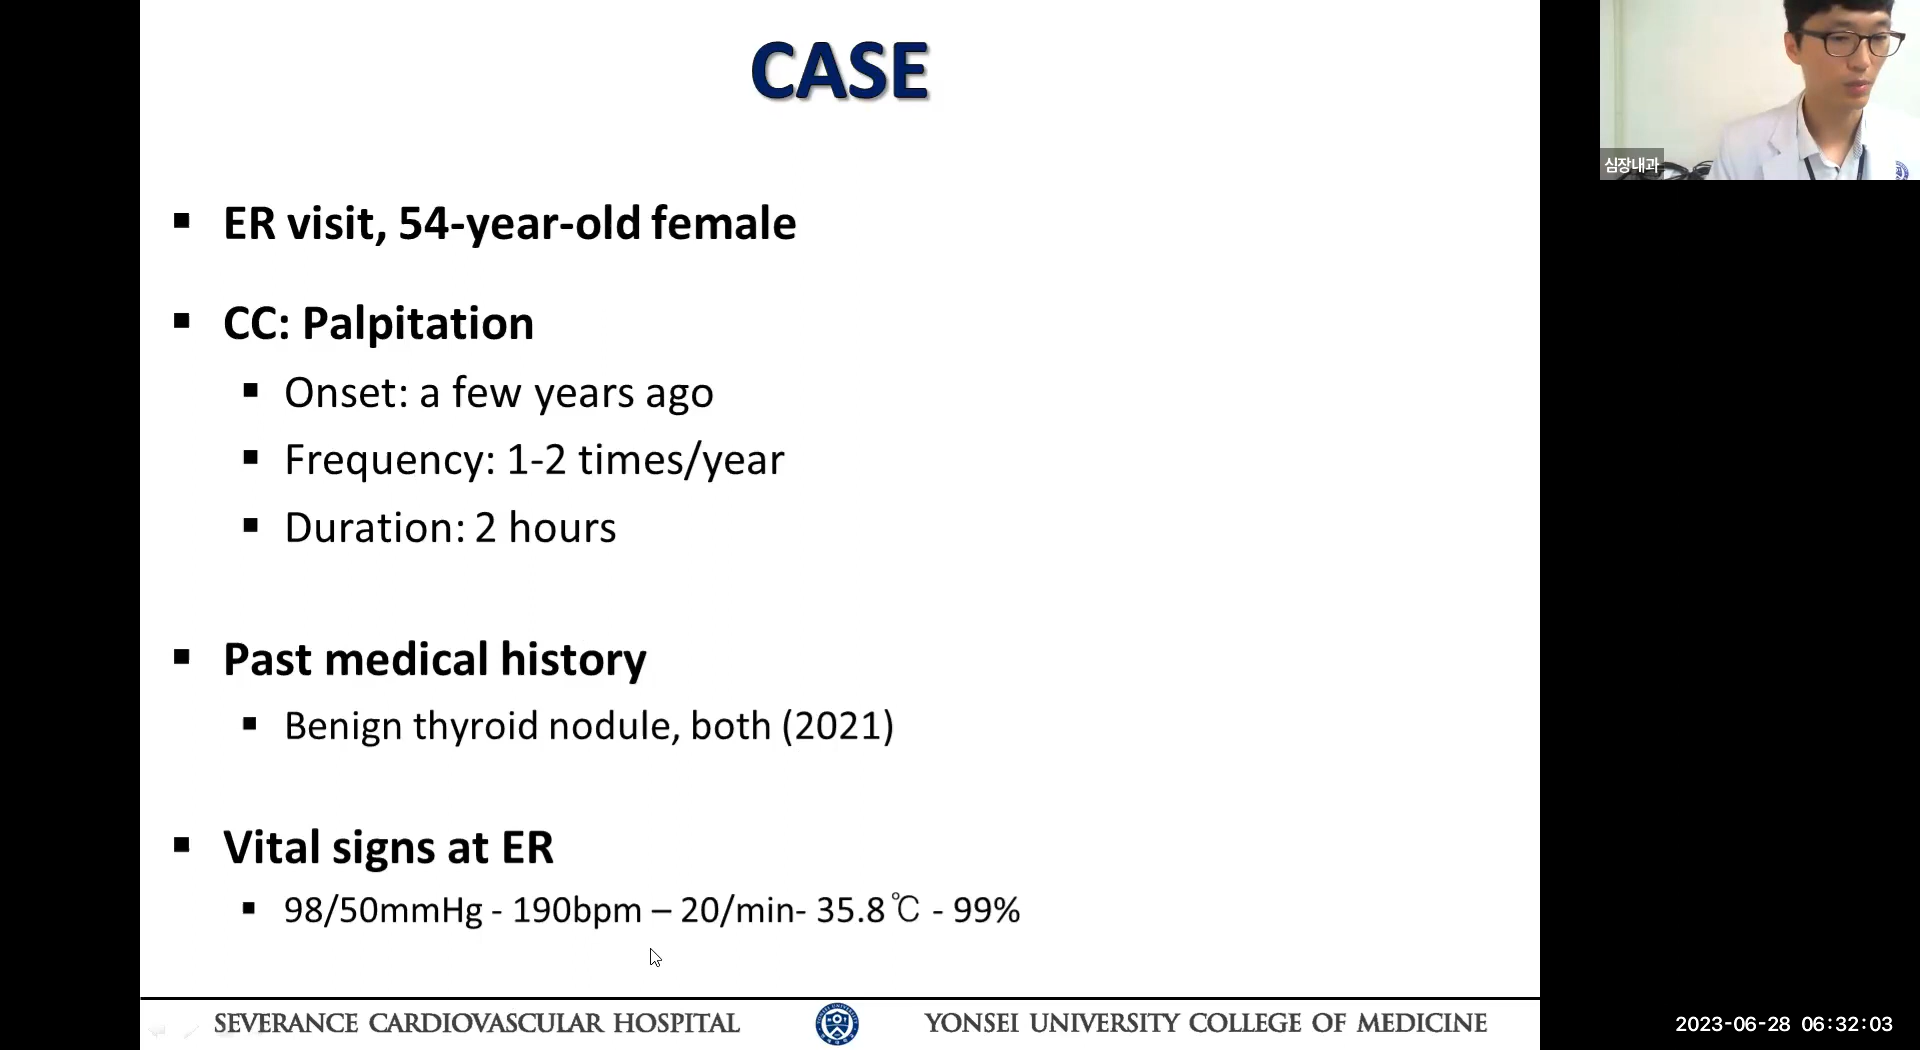 CASE
심장내과
ER visit, 54-year-old female
CC: Palpitation
Onset: a few years ago
Frequency: 1-2 times/year
Duration: 2 hours
Past medical history
Benign thyroid nodule, both (2021)
Vital signs at ER
98/50mmHg - 190bpm – 20/min- 35.8℃ - 99%
SEVERANCE CARDIOVASCULAR HOSPITAL
YONSEI UNIVERSITY COLLEGE OF MEDICINE
2023-06-28 06:32:03